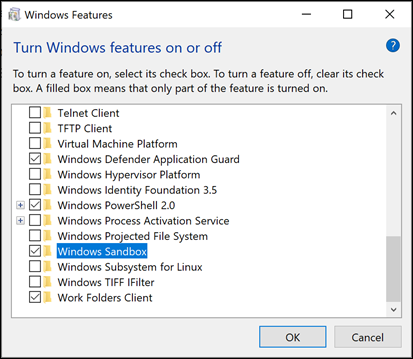 Windows Features
Turn Windows features on or off
?
To turn a feature on, select its check box. To turn a feature off, clear its check
box. A filled box means that only part of the feature is turned on.
Telnet Client
TFTP Client
Virtual Machine Platform
Windows Defender Application Guard
Windows Hypervisor Platform
Windows Identity Foundation 3.5
Windows PowerShell 2.0
Windows Process Activation Service
Windows Projected File System
Windows Sandbox
Windows Subsystem for Linux
Windows TIFF IFilter
Work Folders Client
OK
Cancel